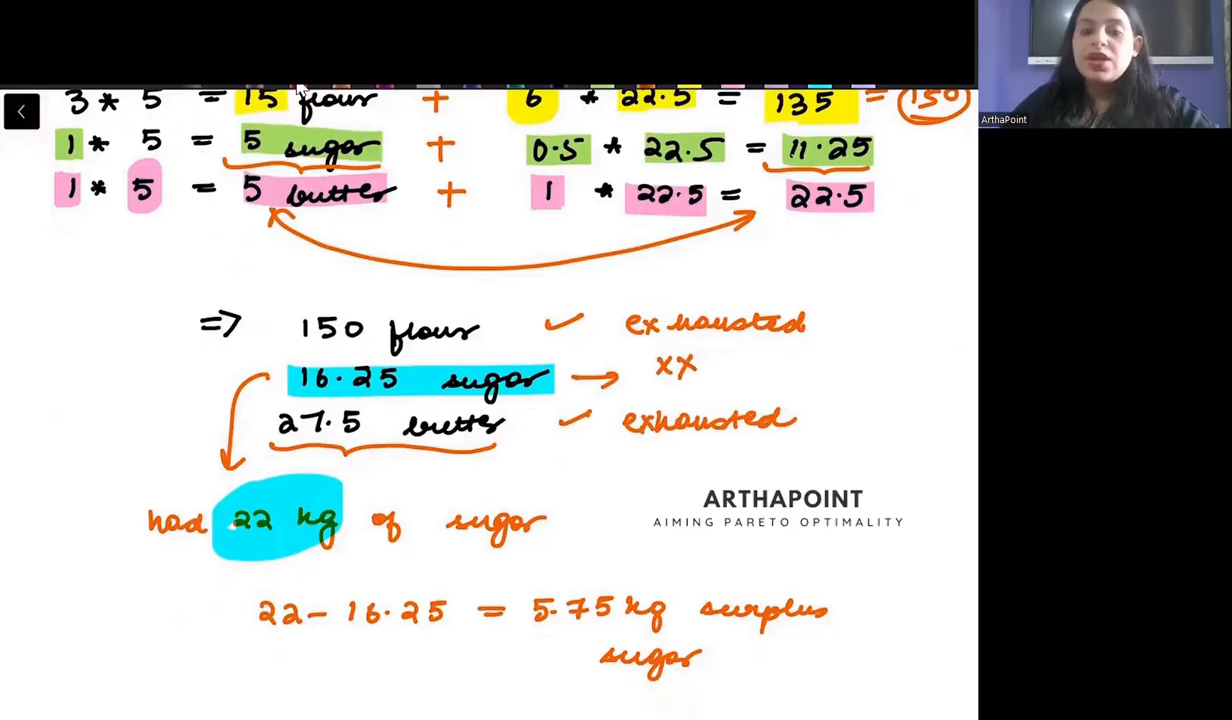 3 * 5 = 15 flour + 6 * 22.5 = 135 = 150
1 * 5 = 5 sugar + 0.5 * 22.5 = 11.25
1 * 5 = 5 butter + 1 * 22.5 = 22.5
ArthaPoint
=> 150 flour ✓ exhausted
16.25 sugar → xx
27.5 butter ✓ exhausted
ARTHAPOINT
AIMING PARETO OPTIMALITY
had 22 kg of sugar
22 - 16.25 = 5.75 kg surplus
sugar